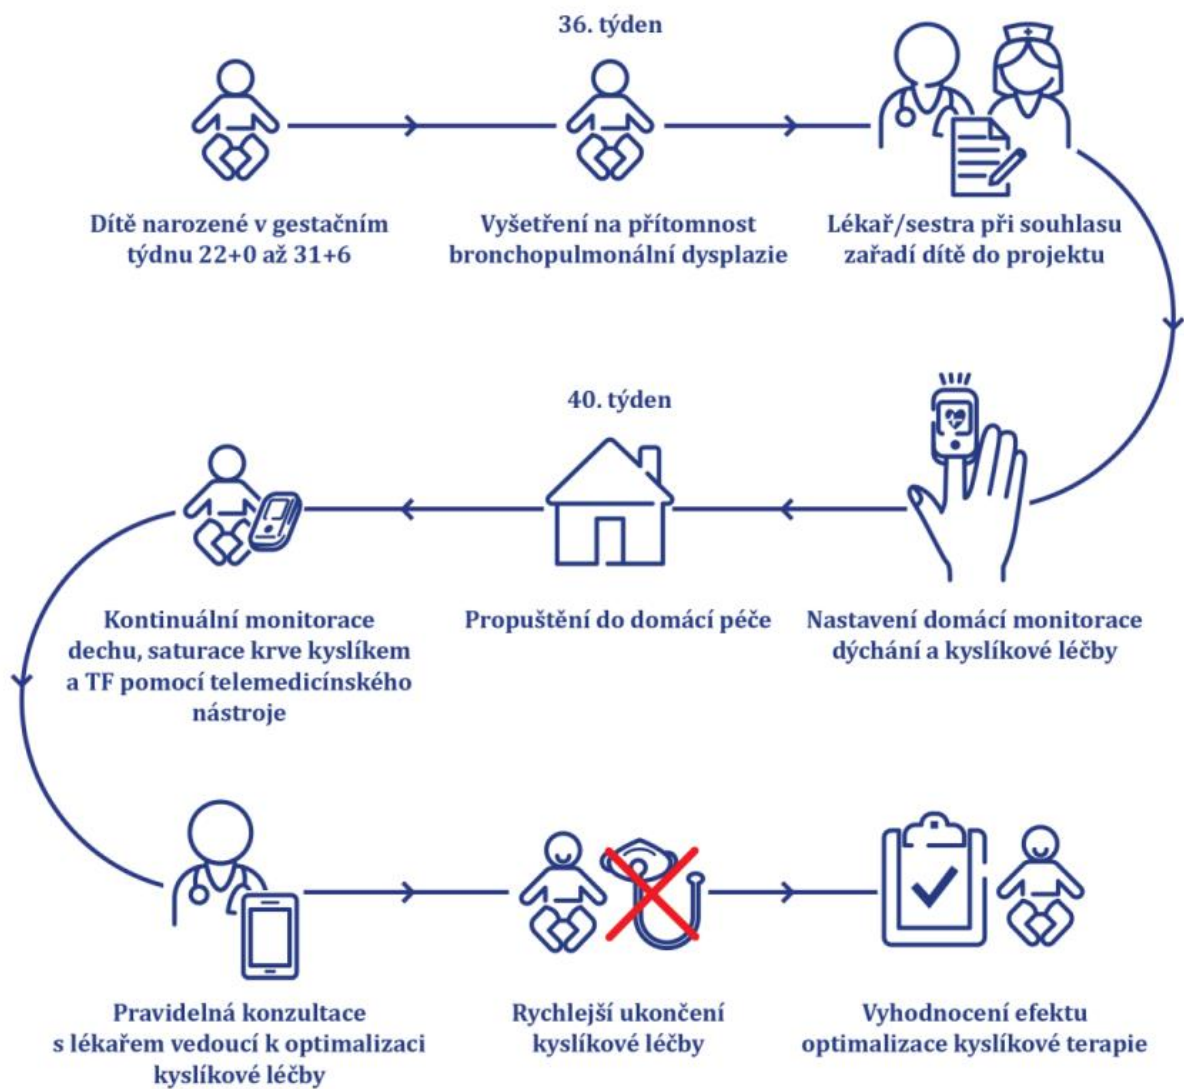 36. týden
Dítě narozené v gestačním
týdnu 22+0 až 31+6
Vyšetření na přítomnost
bronchopulmonální dysplazie
Lékař/sestra při souhlasu
zařadí dítě do projektu
Nastavení domácí monitorace
dýchání a kyslíkové léčby
40. týden
Propuštění do domácí péče
Kontinuální monitorace
dechu, saturace krve kyslíkem
a TF pomocí telemedicínského
nástroje
Pravidelná konzultace
s lékařem vedoucí k optimalizaci
kyslíkové léčby
Rychlejší ukončení
kyslíkové léčby
Vyhodnocení efektu
optimalizace kyslíkové terapie